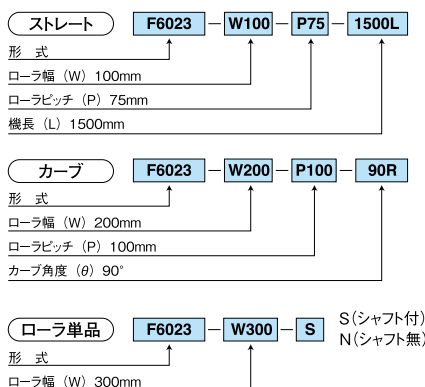 ストレート F6023 － W100 － P75 － 1500L
形　式
ローラ幅（W）100mm
ローラピッチ（P）75mm
機長（L）1500mm
カーブ F6023 － W200 － P100 － 90R
形　式
ローラ幅（W）200mm
ローラピッチ（P）100mm
カーブ角度（θ）90°
ローラ単品 F6023 － W300 － S S（シャフト付）
N（シャフト無）
形　式
ローラ幅（W）300mm